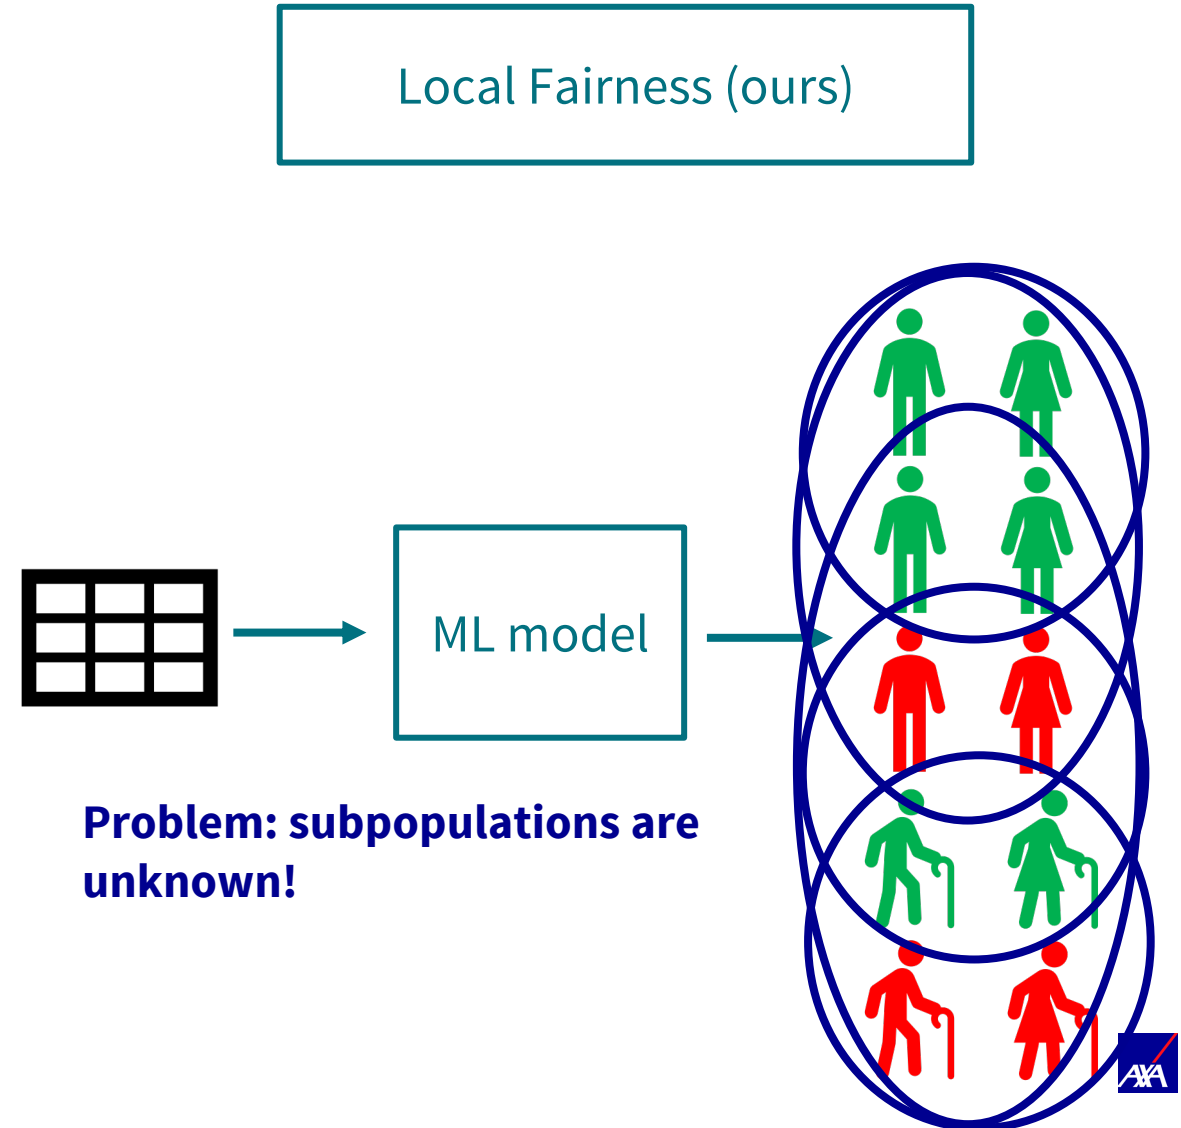 Local Fairness (ours)
ML model
Problem: subpopulations are
unknown!
AXA